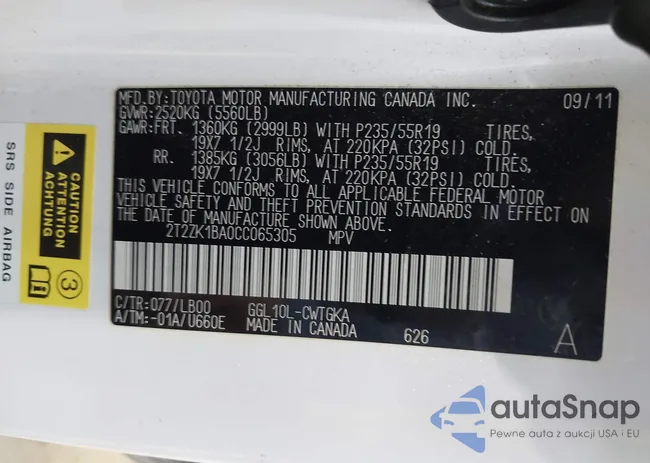 MFD.BY:TOYOTA MOTOR MANUFACTURING CANADA INC. 09/11
GVWR:2520KG (5560LB)
GAWR:FRT. 1360KG (2999LB) WITH P235/55R19 TIRES,
19X7 1/2J RIMS, AT 220KPA (32PSI) COLD.
RR. 1385KG (3056LB) WITH P235/55R19 TIRES,
19X7 1/2J RIMS, AT 220KPA (32PSI) COLD.
THIS VEHICLE CONFORMS TO ALL APPLICABLE FEDERAL MOTOR
VEHICLE SAFETY AND THEFT PREVENTION STANDARDS IN EFFECT ON
THE DATE OF MANUFACTURE SHOWN ABOVE.
2T2ZK1BA0CC065305 MPV
C/TR:077/LB00 GGL10L-CWTGKA
A/TM:-01A/U660E MADE IN CANADA 626 A
SRS SIDE AIRBAG
CAUTION
ATTENTION
ACHTUNG
3
autaSnap
Pewne auta z aukcji USA i EU